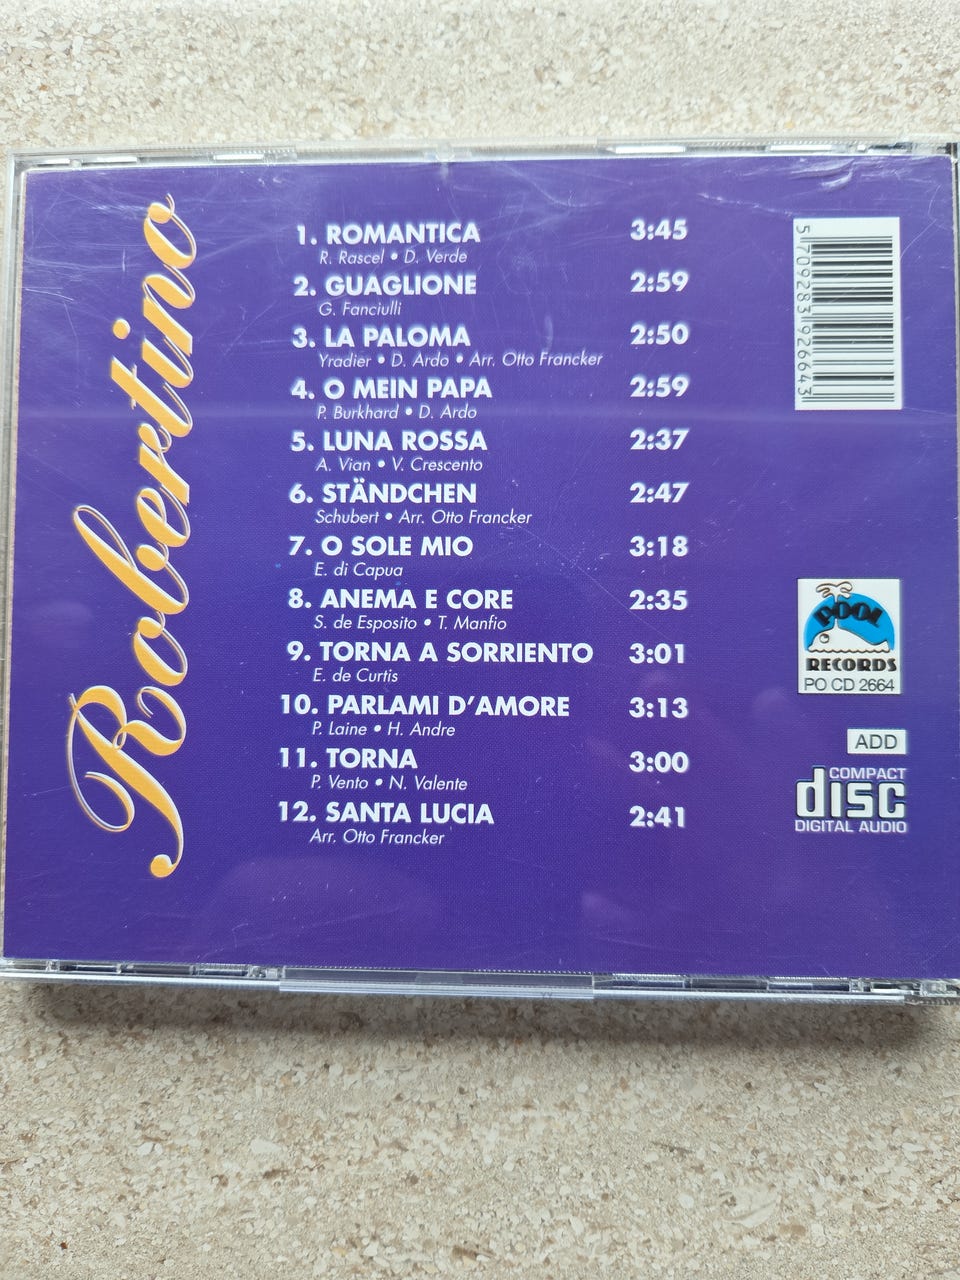 Robertino
1. ROMANTICA 3:45
R. Rascel • D. Verde
2. GUAGLIONE 2:59
G. Fanciulli
3. LA PALOMA 2:50
Yradier • D. Ardo • Arr. Otto Francker
4. O MEIN PAPA 2:59
P. Burkhard • D. Ardo
5. LUNA ROSSA 2:37
A. Vian • V. Crescento
6. STÄNDCHEN 2:47
Schubert • Arr. Otto Francker
7. O SOLE MIO 3:18
E. di Capua
8. ANEMA E CORE 2:35
S. de Esposito • T. Manfio
9. TORNA A SORRIENTO 3:01
E. de Curtis
10. PARLAMI D'AMORE 3:13
P. Laine • H. Andre
11. TORNA 3:00
P. Vento • N. Valente
12. SANTA LUCIA 2:41
Arr. Otto Francker
5 709283 926643
POOL
RECORDS
PO CD 2664
ADD
COMPACT
disc
DIGITAL AUDIO